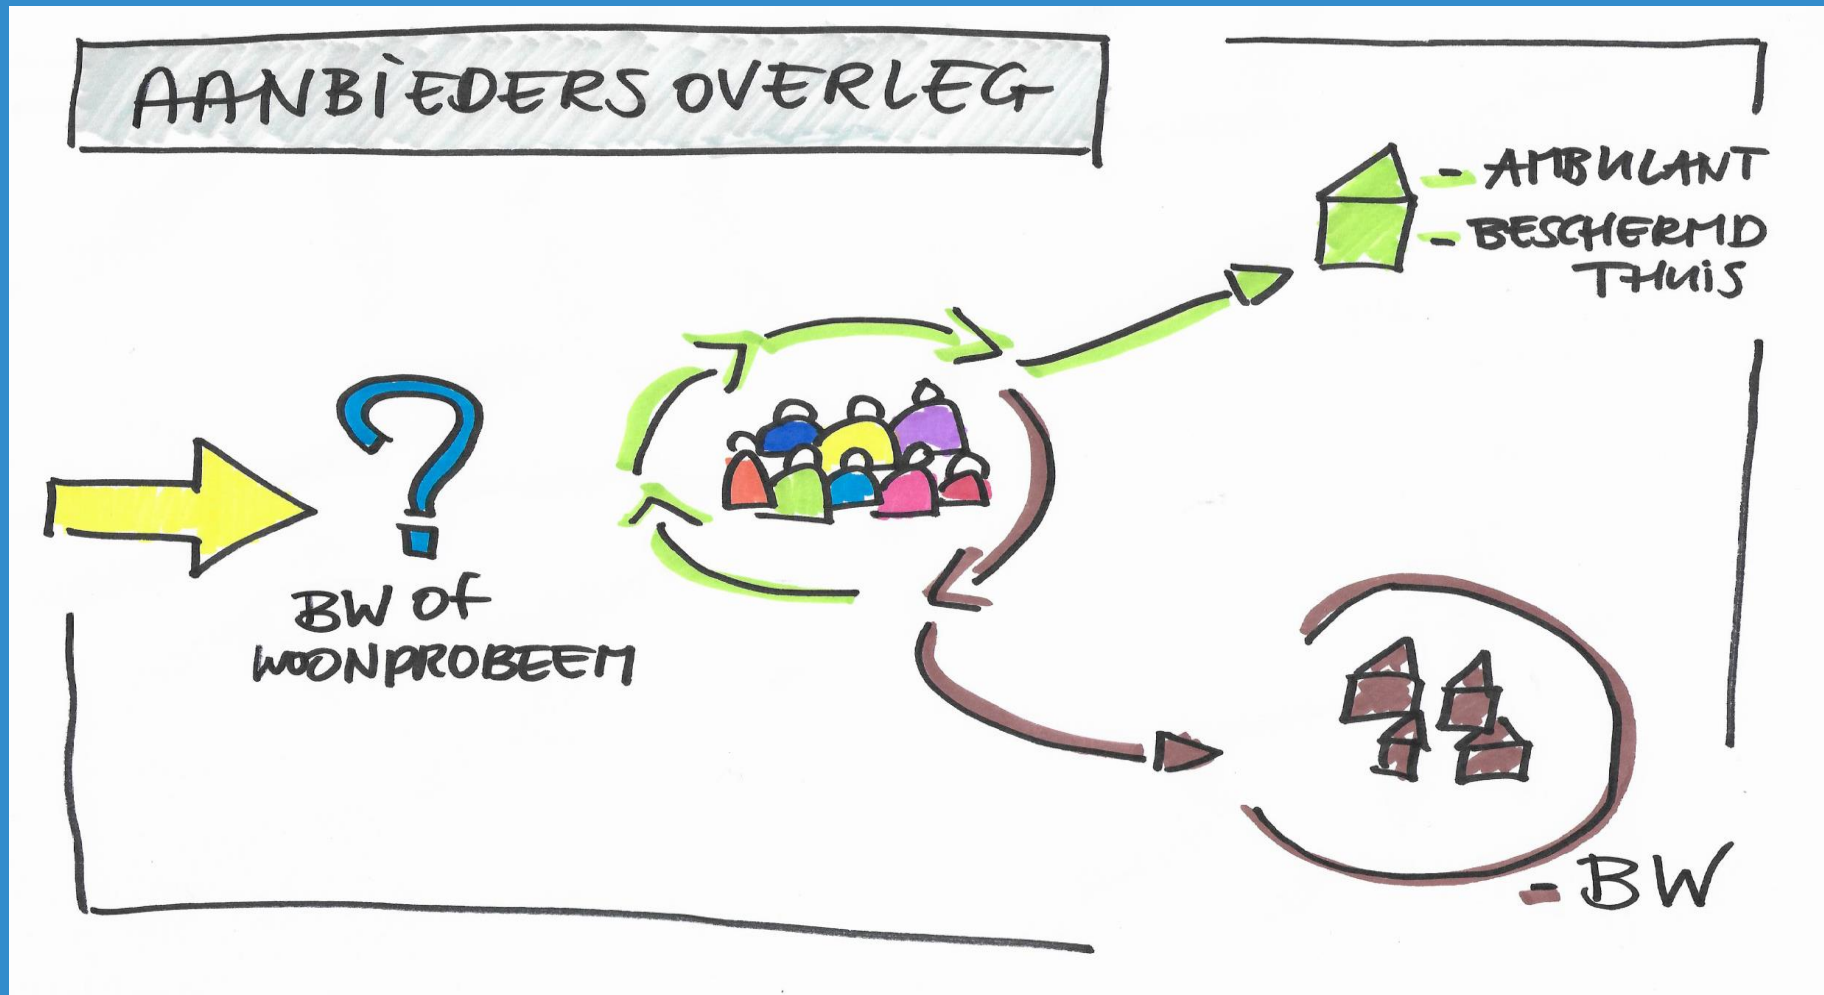 AANBIEDERS OVERLEG
- AMBULANT
- BESCHERMD
THUIS
?
BW OF
WOONPROBEEM
- BW